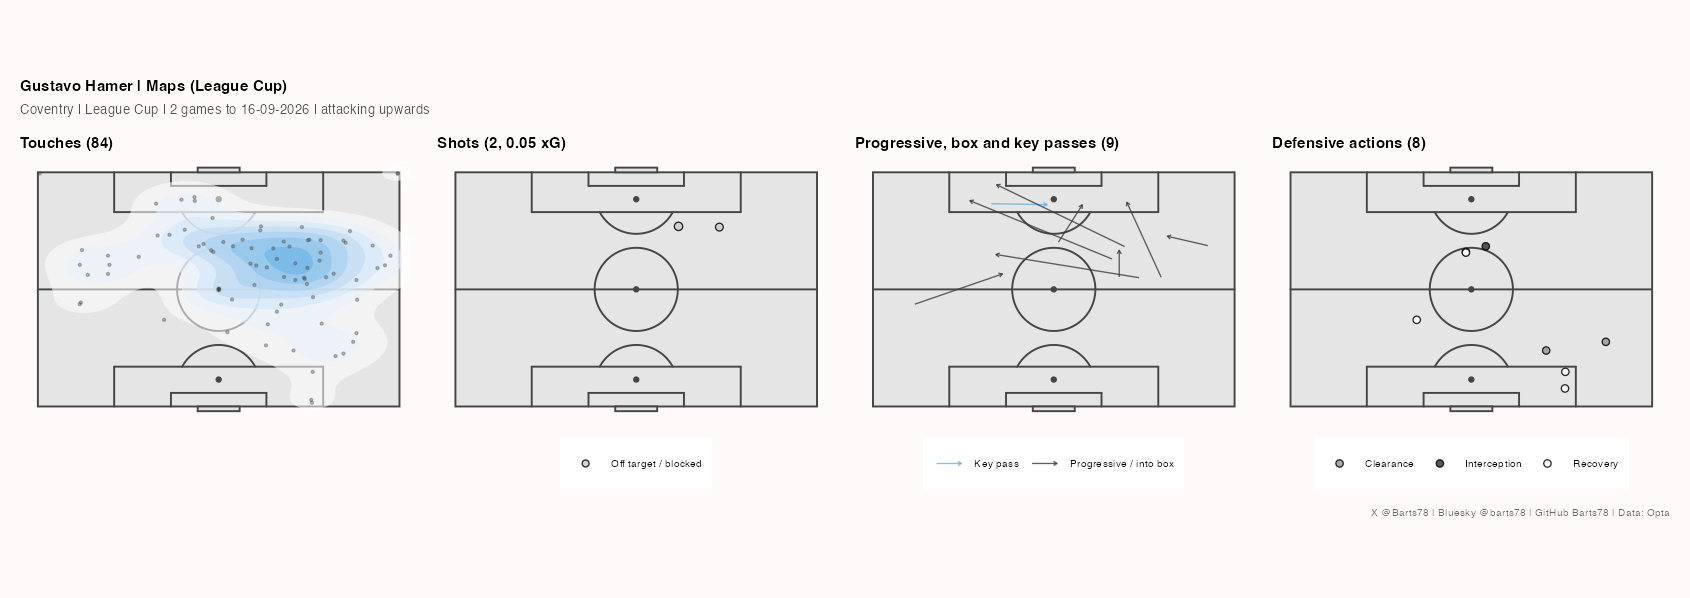 Gustavo Hamer | Maps (League Cup)
Coventry | League Cup | 2 games to 16-09-2026 | attacking upwards
Touches (84)
Shots (2, 0.05 xG)
Progressive, box and key passes (9)
Defensive actions (8)
Off target / blocked
Key pass
Progressive / into box
Clearance
Interception
Recovery
X @Barts78 | Bluesky @barts78 | GitHub Barts78 | Data: Opta